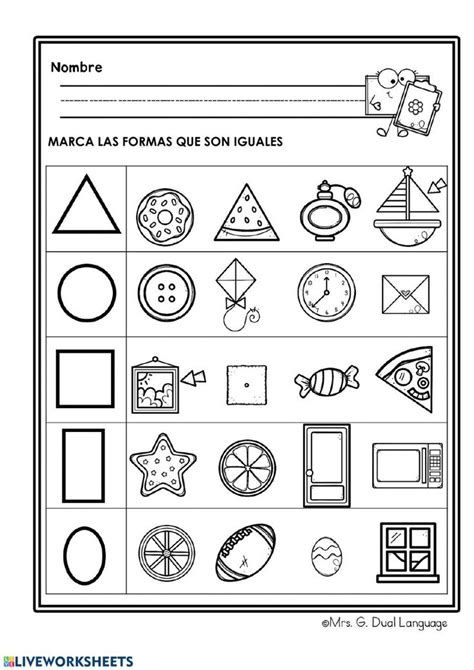 Nombre
MARCA LAS FORMAS QUE SON IGUALES
©Mrs. G. Dual Language
LIVEWORKSHEETS